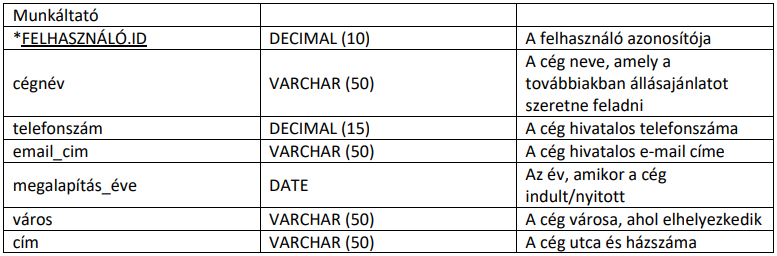 Munkáltató
*FELHASZNÁLÓ.ID DECIMAL (10) A felhasználó azonosítója
cégnév VARCHAR (50) A cég neve, amely a
továbbiakban állásajánlatot
szeretne feladni
telefonszám DECIMAL (15) A cég hivatalos telefonszáma
email_cim VARCHAR (50) A cég hivatalos e-mail címe
megalapítás_éve DATE Az év, amikor a cég
indult/nyitott
város VARCHAR (50) A cég városa, ahol elhelyezkedik
cím VARCHAR (50) A cég utca és házszáma